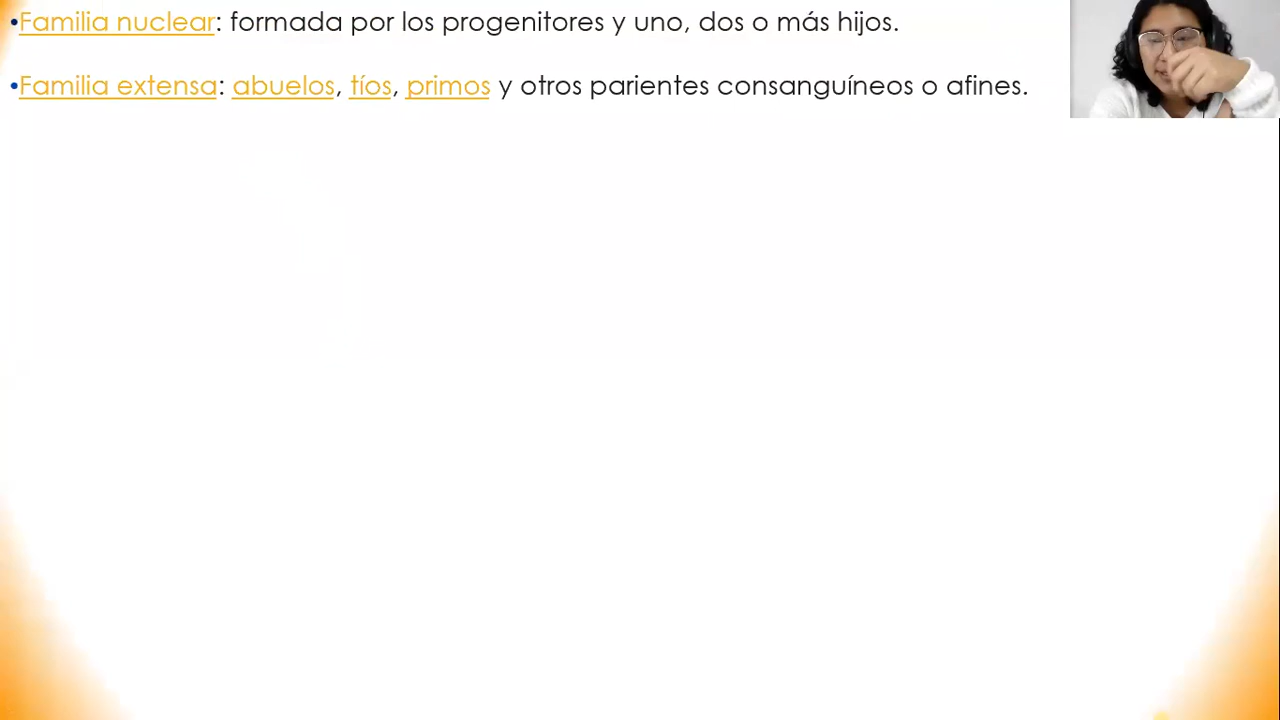 •Familia nuclear: formada por los progenitores y uno, dos o más hijos.
•Familia extensa: abuelos, tíos, primos y otros parientes consanguíneos o afines.